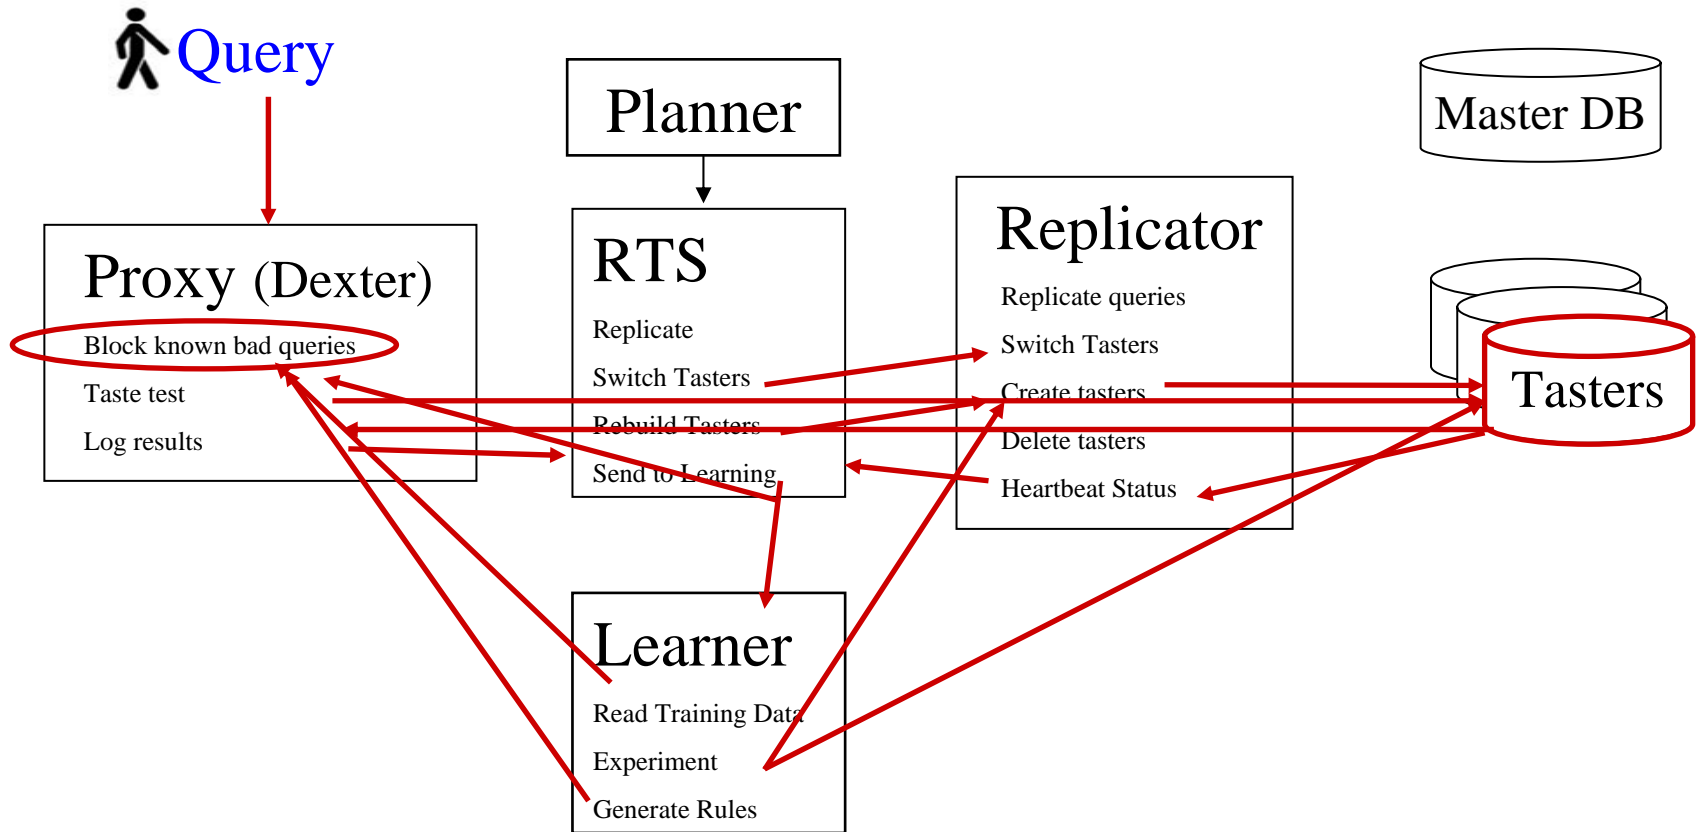 Query
Planner
Master DB
Proxy (Dexter)
Block known bad queries
Taste test
Log results
RTS
Replicate
Switch Tasters
Rebuild Tasters
Send to Learning
Replicator
Replicate queries
Switch Tasters
Create tasters
Delete tasters
Heartbeat Status
Tasters
Learner
Read Training Data
Experiment
Generate Rules